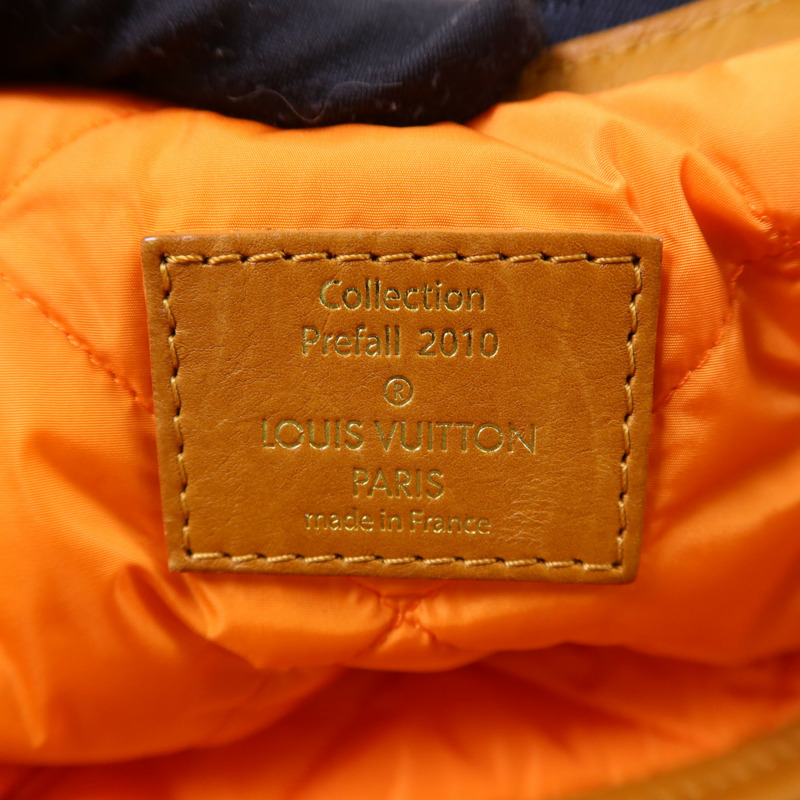 Collection
Prefall 2010
®
LOUIS VUITTON
PARIS
made in France